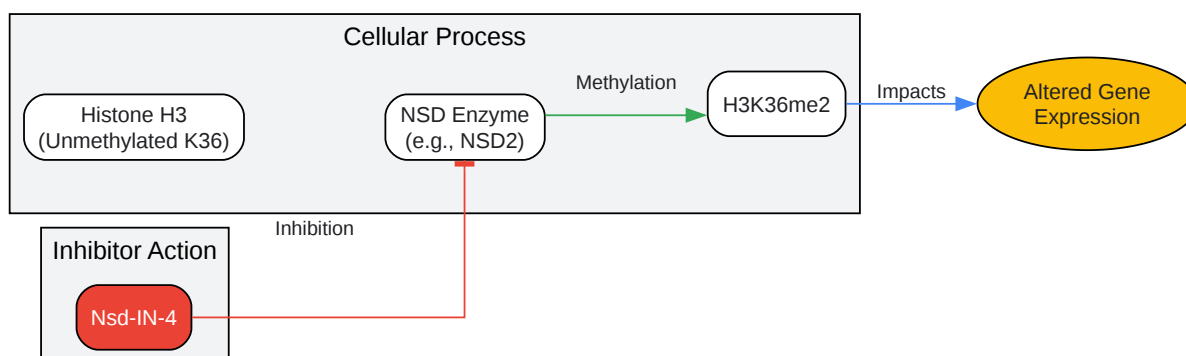 Cellular Process
Histone H3
(Unmethylated K36)
NSD Enzyme
(e.g., NSD2)
Methylation
H3K36me2
Impacts
Altered Gene
Expression
Inhibition
Inhibitor Action
Nsd-IN-4